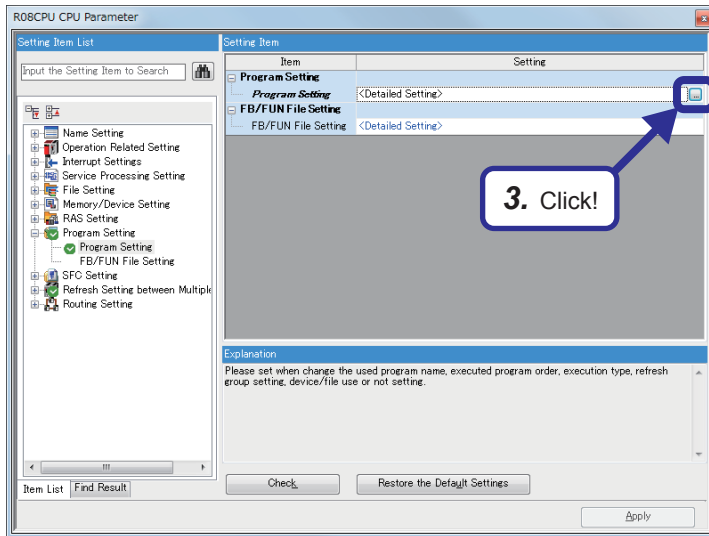 R08CPU CPU Parameter
Setting Item List
Input the Setting Item to Search
Name Setting
Operation Related Setting
Interrupt Settings
Service Processing Setting
File Setting
Memory/Device Setting
RAS Setting
Program Setting
Program Setting
FB/FUN File Setting
SFC Setting
Refresh Setting between Multiple
Routing Setting
Item List
Find Result
Setting Item
Item Setting
Program Setting
Program Setting <Detailed Setting> ...
FB/FUN File Setting
FB/FUN File Setting <Detailed Setting>
3. Click!
Explanation
Please set when change the used program name, executed program order, execution type, refresh
group setting, device/file use or not setting.
Check
Restore the Default Settings
Apply